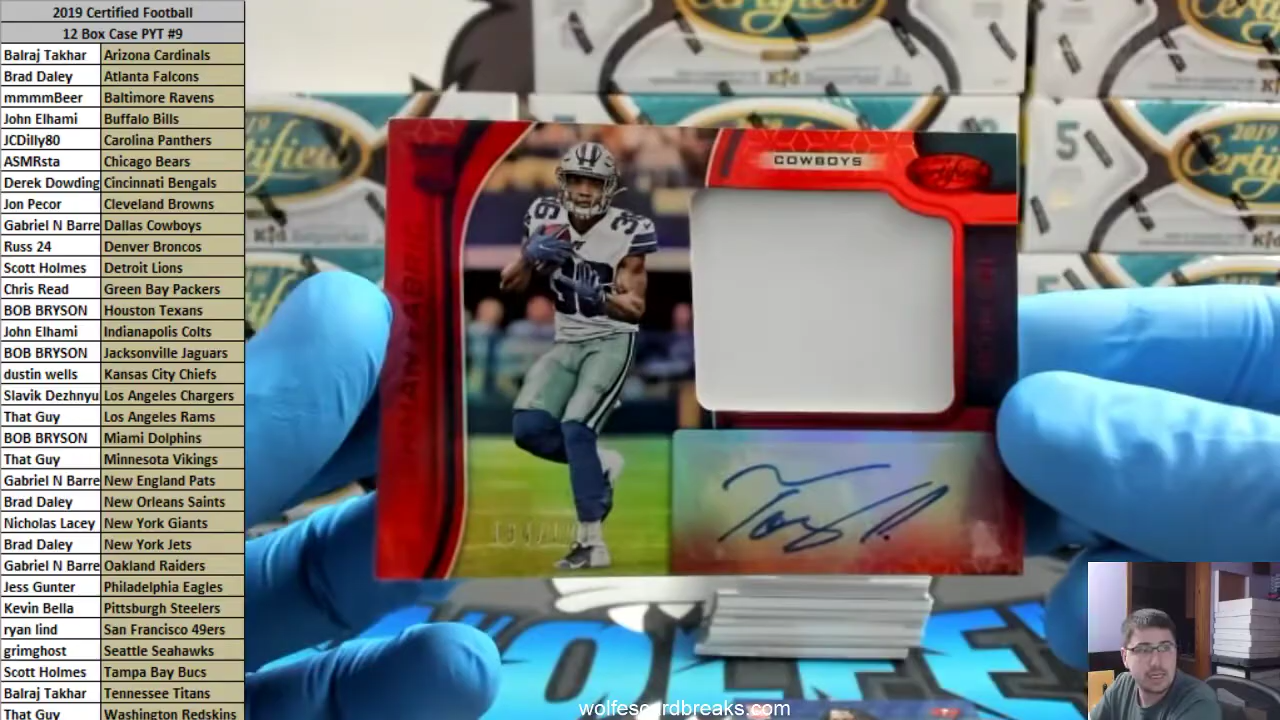 2019 Certified Football
12 Box Case PYT #9
Balraj Takhar Arizona Cardinals
Brad Daley Atlanta Falcons
mmmmBeer Baltimore Ravens
John Elhami Buffalo Bills
JCDilly80 Carolina Panthers
ASMRsta Chicago Bears
Derek Dowding Cincinnati Bengals
Jon Pecor Cleveland Browns
Gabriel N Barre Dallas Cowboys
Russ 24 Denver Broncos
Scott Holmes Detroit Lions
Chris Read Green Bay Packers
BOB BRYSON Houston Texans
John Elhami Indianapolis Colts
BOB BRYSON Jacksonville Jaguars
dustin wells Kansas City Chiefs
Slavik Dezhnyu Los Angeles Chargers
That Guy Los Angeles Rams
BOB BRYSON Miami Dolphins
That Guy Minnesota Vikings
Gabriel N Barre New England Pats
Brad Daley New Orleans Saints
Nicholas Lacey New York Giants
Brad Daley New York Jets
Gabriel N Barre Oakland Raiders
Jess Gunter Philadelphia Eagles
Kevin Bella Pittsburgh Steelers
ryan lind San Francisco 49ers
grimghost Seattle Seahawks
Scott Holmes Tampa Bay Bucs
Balraj Takhar Tennessee Titans
That Guy Washington Redskins
COWBOYS
36
5
2019
wolfescardbreaks.com